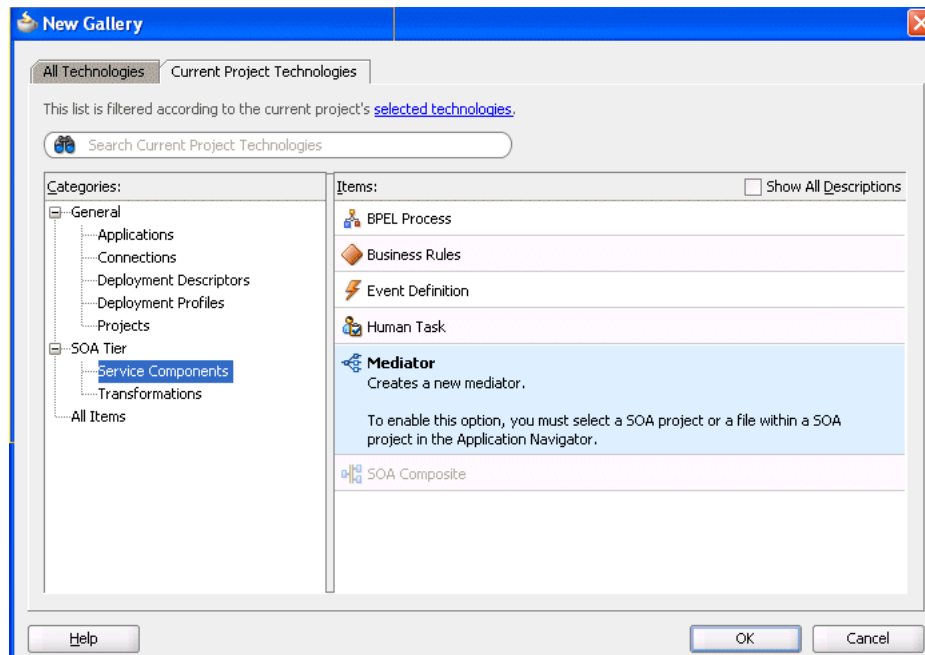 New Gallery
All Technologies
Current Project Technologies
This list is filtered according to the current project's selected technologies.
Search Current Project Technologies
Categories:
General
Applications
Connections
Deployment Descriptors
Deployment Profiles
Projects
SOA Tier
Service Components
Transformations
All Items
Items:
Show All Descriptions
BPEL Process
Business Rules
Event Definition
Human Task
Mediator
Creates a new mediator.
To enable this option, you must select a SOA project or a file within a SOA
project in the Application Navigator.
SOA Composite
Help
OK
Cancel